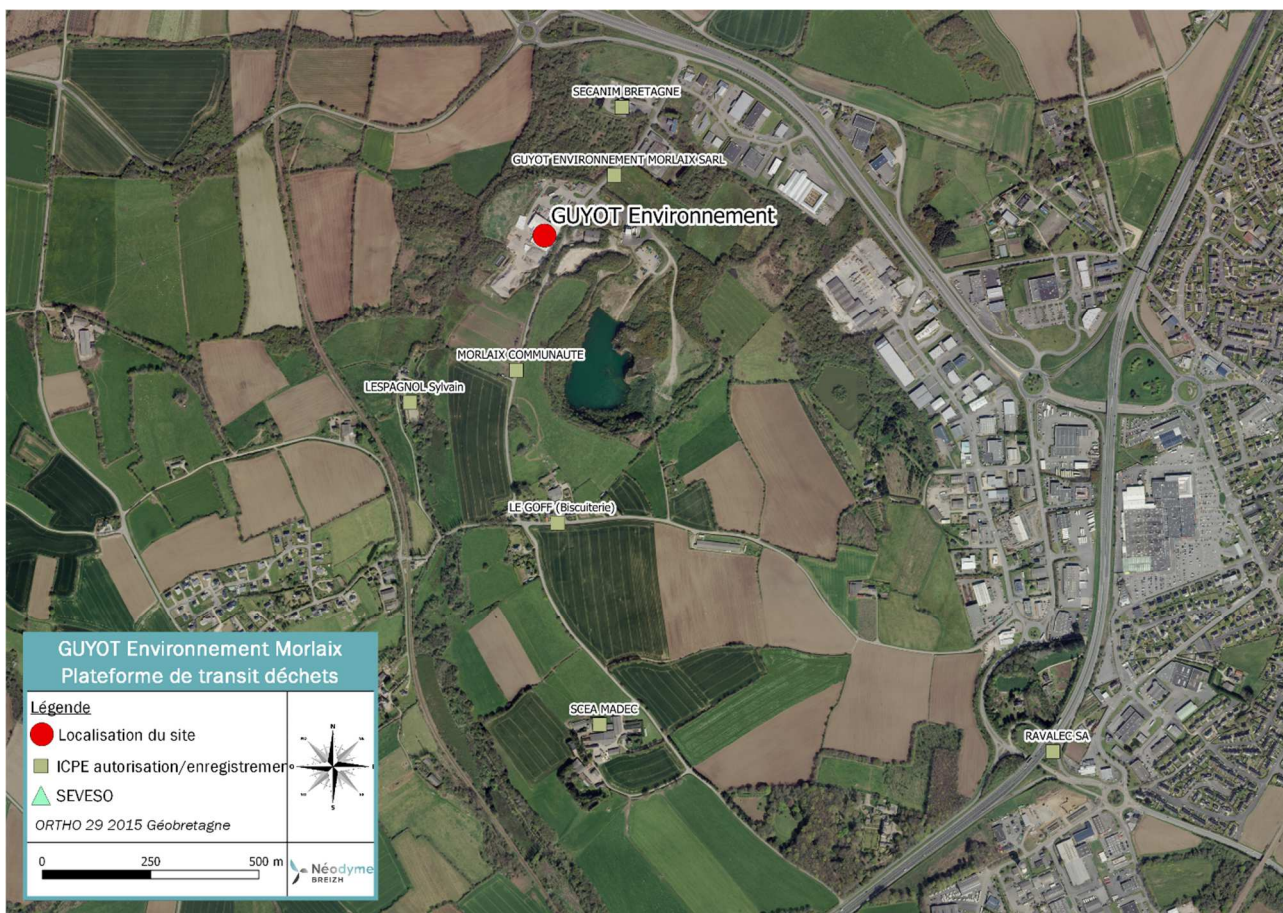 SECANIM BRETAGNE
GUYOT ENVIRONNEMENT MORLAIX SARL
GUYOT Environnement
MORLAIX COMMUNAUTE
LESPAGNOL Sylvain
LE GOFF (Biscuiterie)
SCEA MADEC
RAVALEC SA
GUYOT Environnement Morlaix
Plateforme de transit déchets
Légende
Localisation du site
ICPE autorisation/enregistremen
SEVESO
ORTHO 29 2015 Géobretagne
0 250 500 m
N
O
S
Néodyme
BREIZH